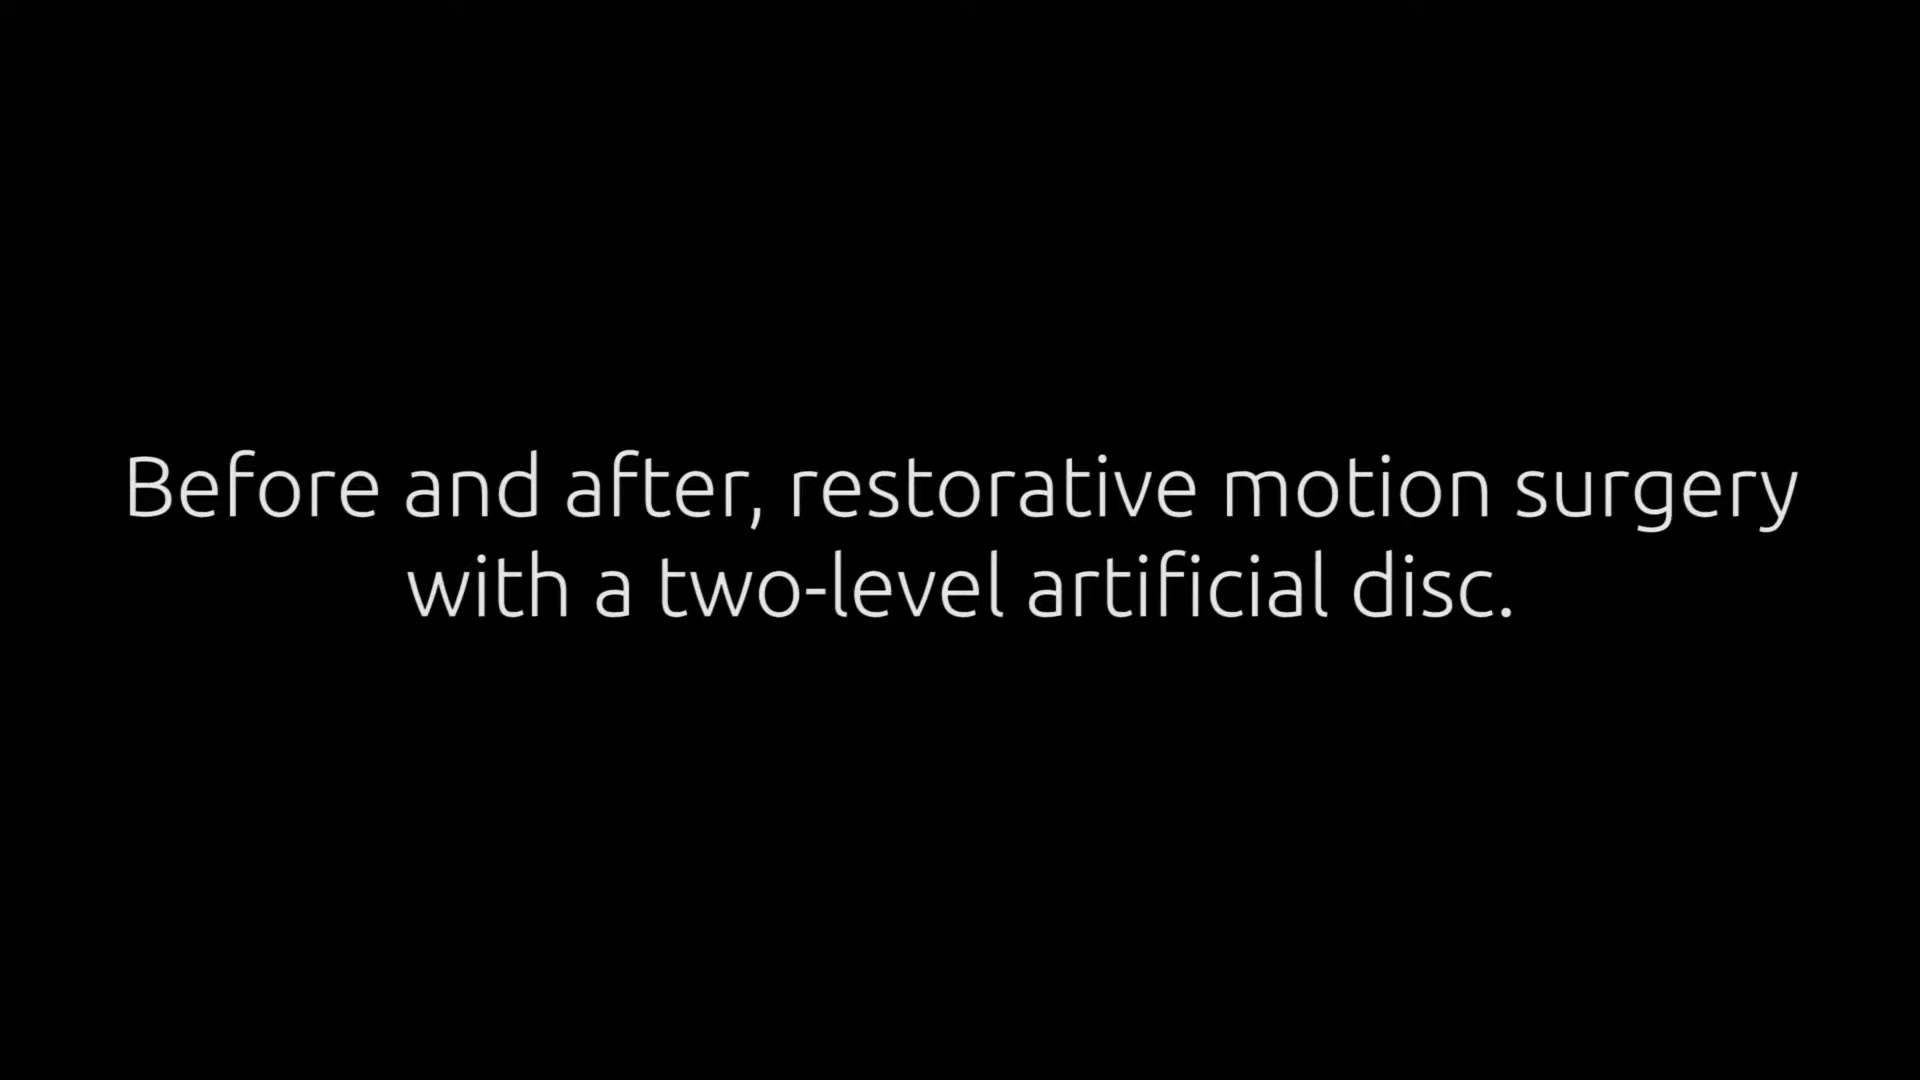 Before and after, restorative motion surgery
with a two-level artificial disc.